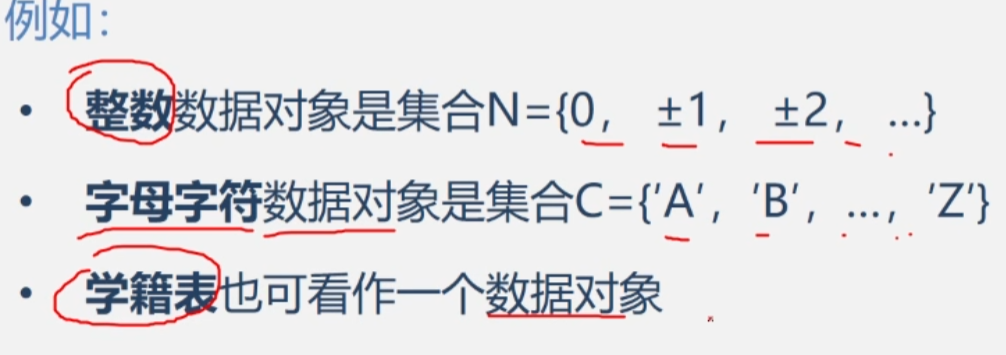 例如：
• 整数数据对象是集合N={0, ±1, ±2, …}
• 字母字符数据对象是集合C={′A′, ′B′, …, ′Z′}
• 学籍表也可看作一个数据对象